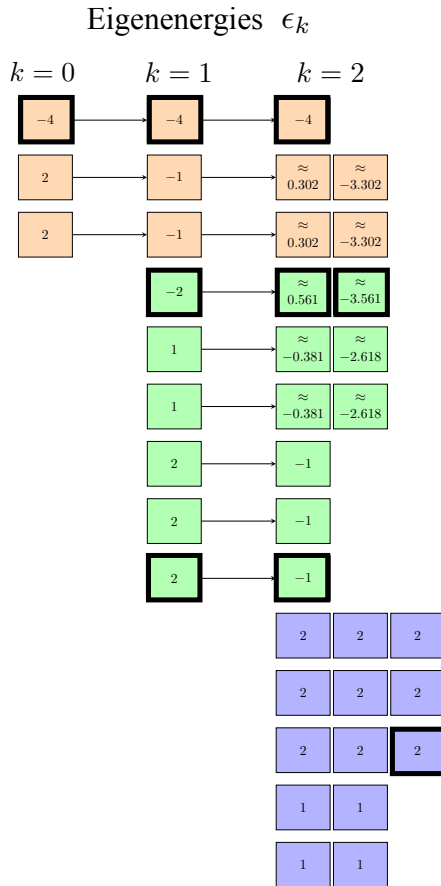 Eigenenergies ϵ_k
k = 0 k = 1 k = 2
−4 −4 −4
2 −1 ≈ 0.302 ≈ −3.302
2 −1 ≈ 0.302 ≈ −3.302
−2 ≈ 0.561 ≈ −3.561
1 ≈ −0.381 ≈ −2.618
1 ≈ −0.381 ≈ −2.618
2 −1
2 −1
2 −1
2 2 2
2 2 2
2 2 2
1 1
1 1